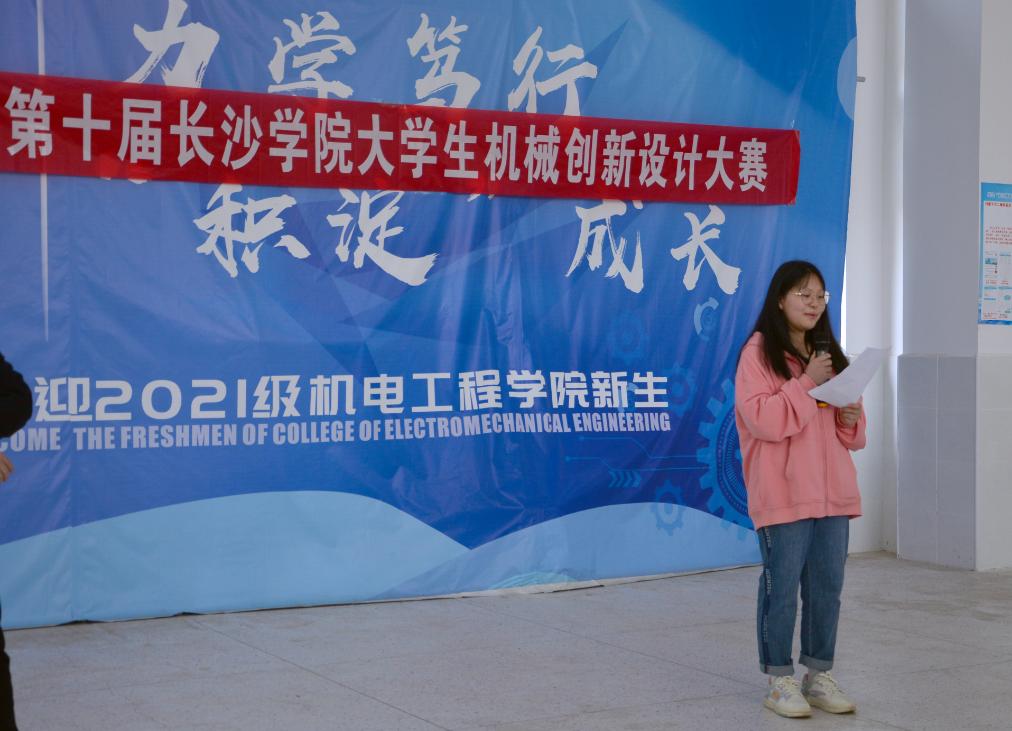 力学笃行
第十届长沙学院大学生机械创新设计大赛
积淀 成长
迎2021级机电工程学院新生
COME THE FRESHMEN OF COLLEGE OF ELECTROMECHANICAL ENGINEERING